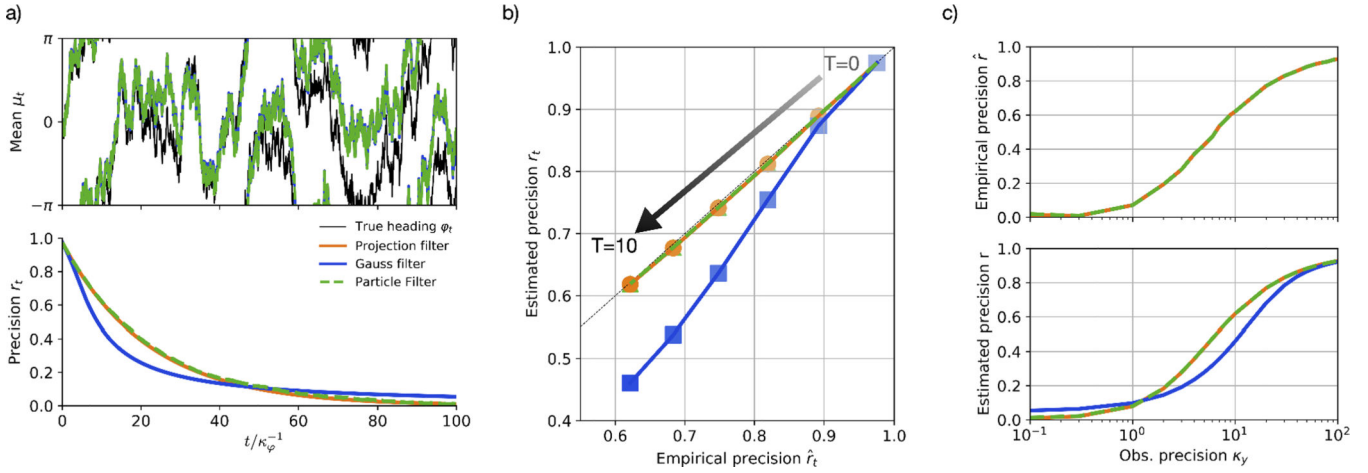 a)
π
0
−π
Mean μₜ
True heading φₜ
Projection filter
Gauss filter
Particle Filter
1.0
0.8
0.6
0.4
0.2
0.0
Precision rₜ
0 20 40 60 80 100
t/κ_φ⁻¹
b)
1.0
0.9
0.8
0.7
0.6
0.5
0.4
Estimated precision rₜ
T=0
T=10
0.6 0.7 0.8 0.9 1.0
Empirical precision r̂ₜ
c)
1.0
0.8
0.6
0.4
0.2
0.0
Empirical precision r̂
1.0
0.8
0.6
0.4
0.2
0.0
Estimated precision r
10⁻¹ 10⁰ 10¹ 10²
Obs. precision κ_y